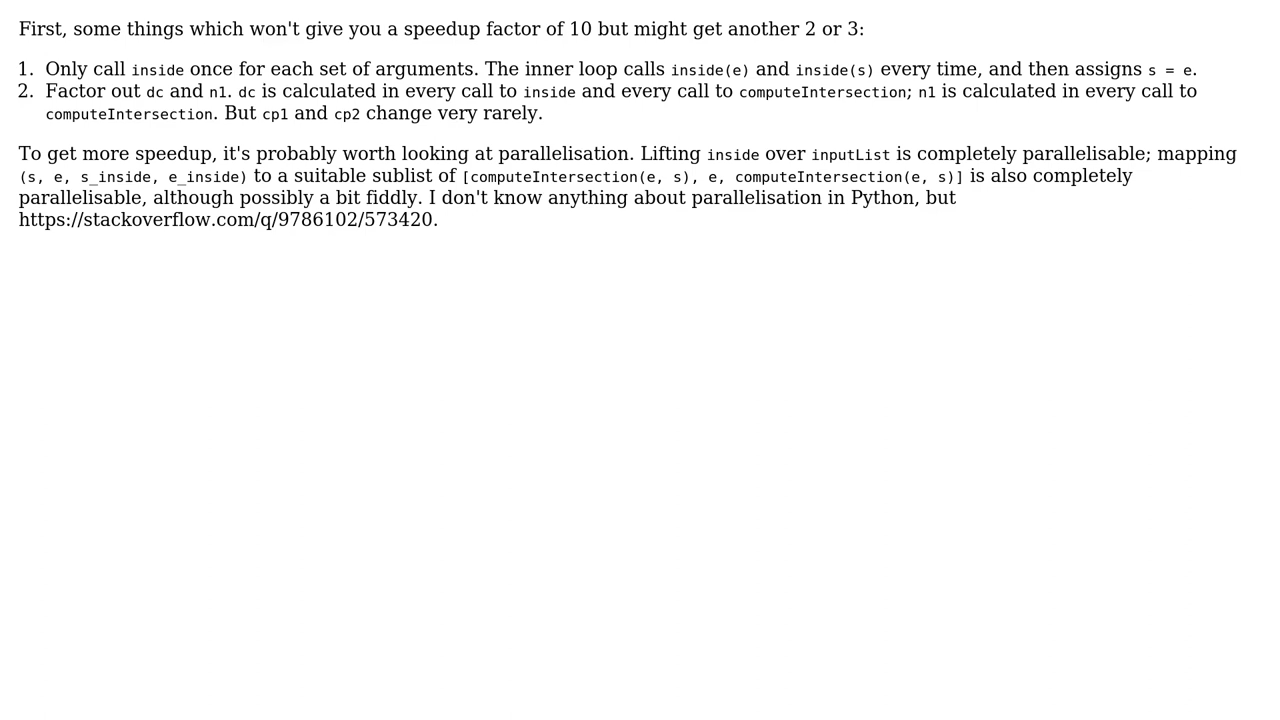 First, some things which won't give you a speedup factor of 10 but might get another 2 or 3:
1. Only call inside once for each set of arguments. The inner loop calls inside(e) and inside(s) every time, and then assigns s = e.
2. Factor out dc and n1. dc is calculated in every call to inside and every call to computeIntersection; n1 is calculated in every call to
computeIntersection. But cp1 and cp2 change very rarely.
To get more speedup, it's probably worth looking at parallelisation. Lifting inside over inputList is completely parallelisable; mapping
(s, e, s_inside, e_inside) to a suitable sublist of [computeIntersection(e, s), e, computeIntersection(e, s)] is also completely
parallelisable, although possibly a bit fiddly. I don't know anything about parallelisation in Python, but
https://stackoverflow.com/q/9786102/573420.